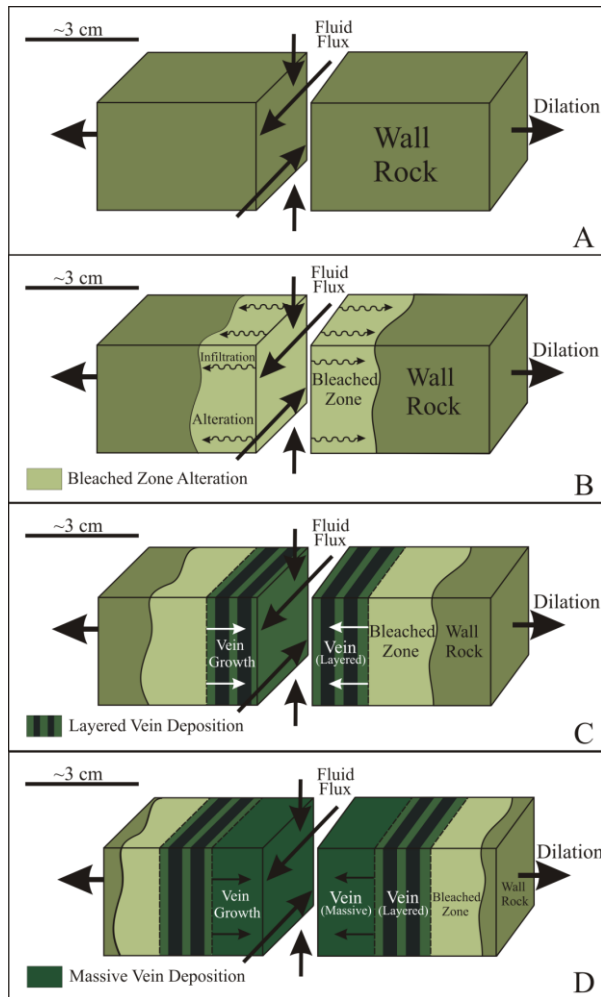 ~3 cm
Fluid
Flux
Dilation
Wall
Rock
A
~3 cm
Fluid
Flux
Infiltration
Alteration
Bleached
Zone
Wall
Rock
Dilation
Bleached Zone Alteration
B
~3 cm
Fluid
Flux
Vein
Growth
Vein
(Layered)
Bleached
Zone
Wall
Rock
Dilation
Layered Vein Deposition
C
~3 cm
Fluid
Flux
Vein
Growth
Vein
(Massive)
Vein
(Layered)
Bleached
Zone
Wall
Rock
Dilation
Massive Vein Deposition
D